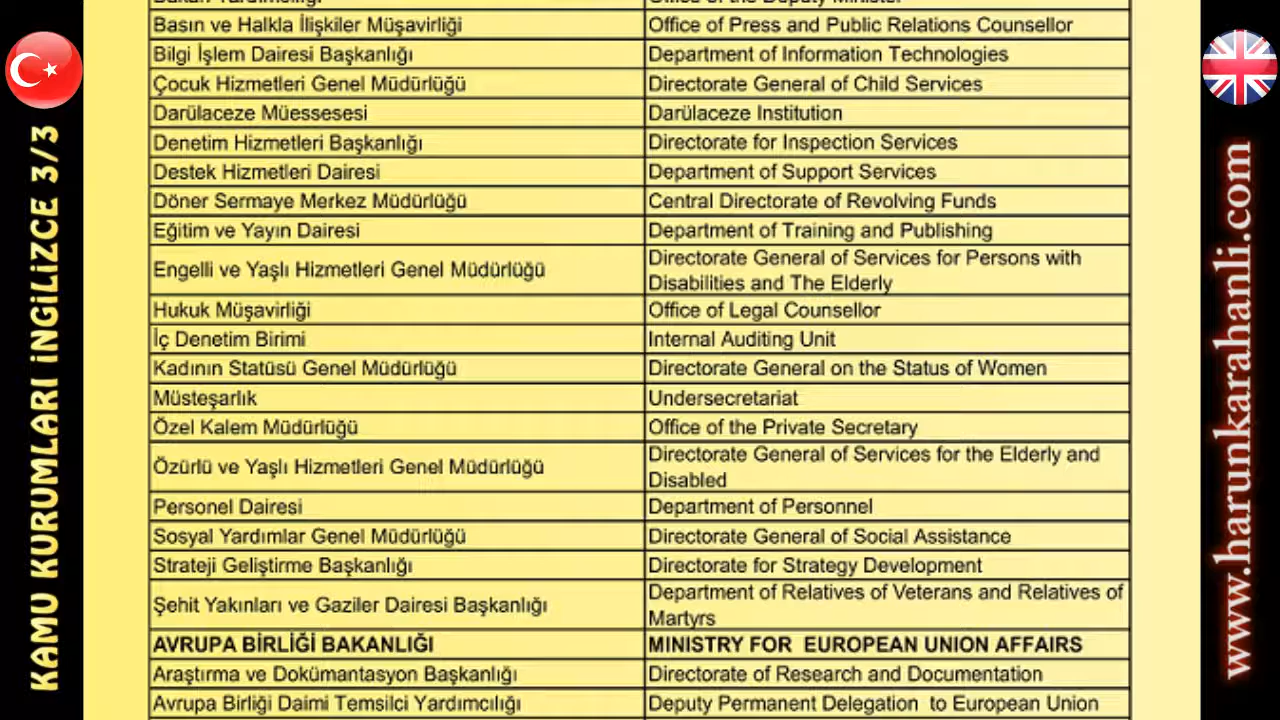 Bakan Yardımcılığı Office of the Deputy Minister
Basın ve Halkla İlişkiler Müşavirliği Office of Press and Public Relations Counsellor
Bilgi İşlem Dairesi Başkanlığı Department of Information Technologies
Çocuk Hizmetleri Genel Müdürlüğü Directorate General of Child Services
Darülaceze Müessesesi Darülaceze Institution
Denetim Hizmetleri Başkanlığı Directorate for Inspection Services
Destek Hizmetleri Dairesi Department of Support Services
Döner Sermaye Merkez Müdürlüğü Central Directorate of Revolving Funds
Eğitim ve Yayın Dairesi Department of Training and Publishing
Engelli ve Yaşlı Hizmetleri Genel Müdürlüğü Directorate General of Services for Persons with
Disabilities and The Elderly
Hukuk Müşavirliği Office of Legal Counsellor
İç Denetim Birimi Internal Auditing Unit
Kadının Statüsü Genel Müdürlüğü Directorate General on the Status of Women
Müsteşarlık Undersecretariat
Özel Kalem Müdürlüğü Office of the Private Secretary
Özürlü ve Yaşlı Hizmetleri Genel Müdürlüğü Directorate General of Services for the Elderly and
Disabled
Personel Dairesi Department of Personnel
Sosyal Yardımlar Genel Müdürlüğü Directorate General of Social Assistance
Strateji Geliştirme Başkanlığı Directorate for Strategy Development
Şehit Yakınları ve Gaziler Dairesi Başkanlığı Department of Relatives of Veterans and Relatives of
Martyrs
AVRUPA BİRLİĞİ BAKANLIĞI MINISTRY FOR EUROPEAN UNION AFFAIRS
Araştırma ve Dokümantasyon Başkanlığı Directorate of Research and Documentation
Avrupa Birliği Daimi Temsilci Yardımcılığı Deputy Permanent Delegation to European Union
KAMU KURUMLARI İNGİLİZCE 3/3
www.harunkarahanli.com